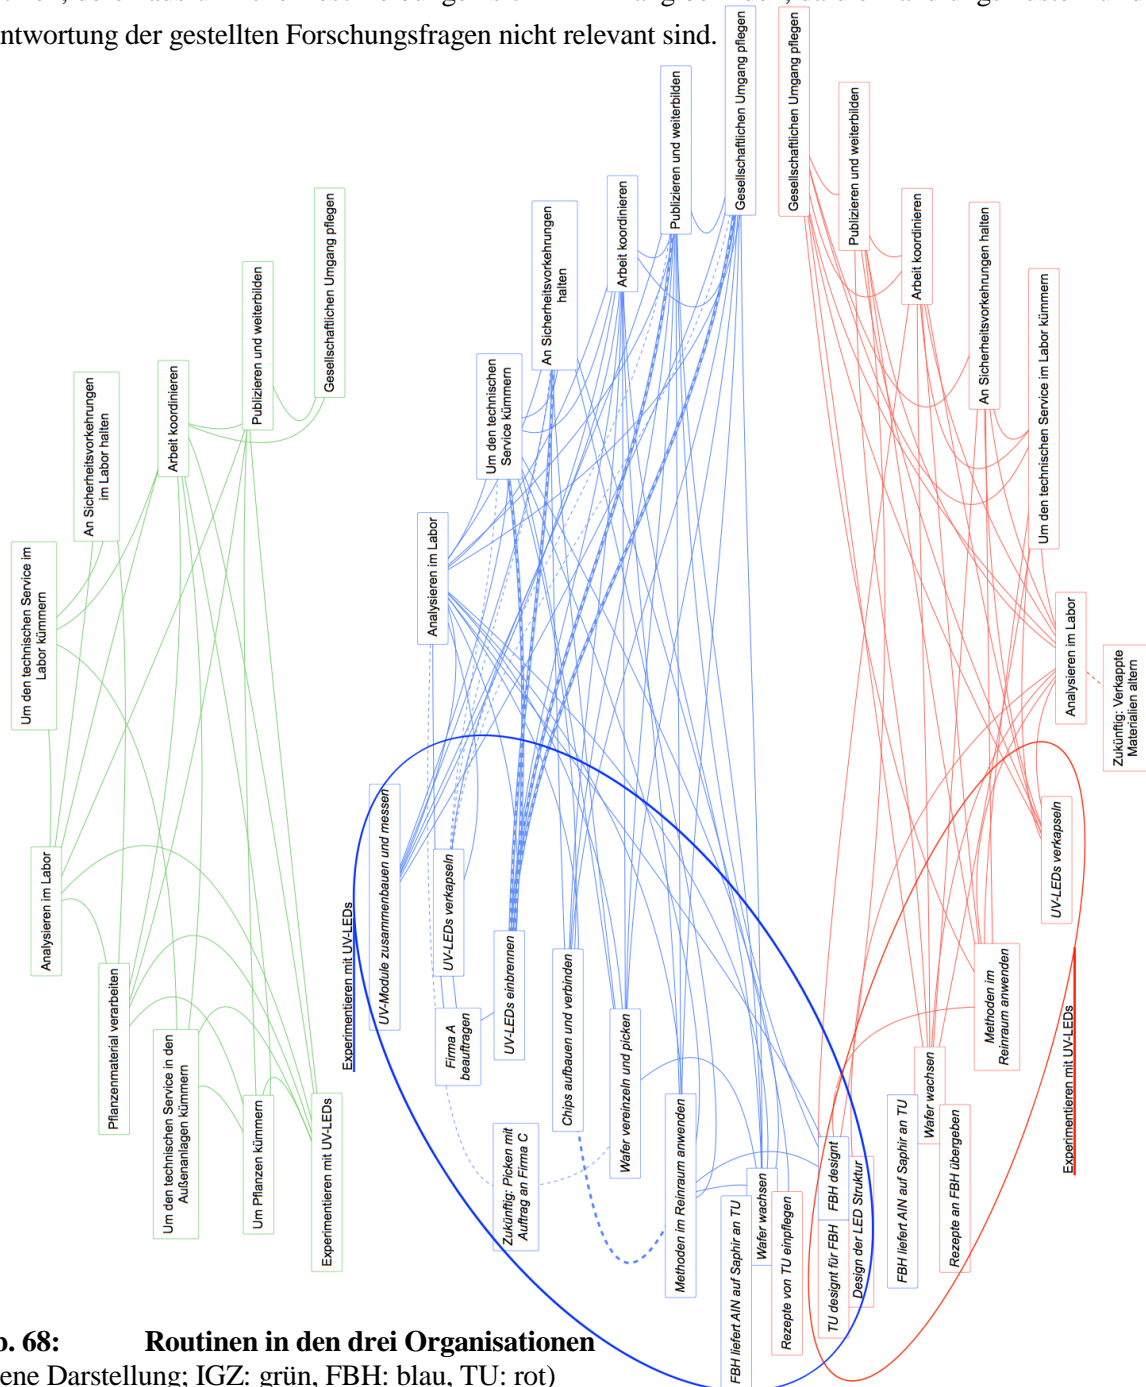 ntwortung der gestellten Forschungsfragen nicht relevant sind.
Um den technischen Service im
Labor kümmern
An Sicherheitsvorkehrungen
im Labor halten
Arbeit koordinieren
Publizieren und weiterbilden
Gesellschaftlichen Umgang pflegen
Analysieren im Labor
Pflanzenmaterial verarbeiten
Um den technischen Service in den
Außenanlagen kümmern
Um Pflanzen kümmern
Experimentieren mit UV-LEDs
Experimentieren mit UV-LEDs
Analysieren im Labor
Um den technischen
Service kümmern
An Sicherheitsvorkehrungen
halten
Arbeit koordinieren
Publizieren und weiterbilden
Gesellschaftlichen Umgang pflegen
UV-Module zusammenbauen und messen
UV-LEDs verkapseln
Firma A
beauftragen
UV-LEDs einbrennen
Zukünftig: Picken mit
Auftrag an Firma C
Chips aufbauen und verbinden
Wafer vereinzeln und picken
Methoden im Reinraum anwenden
FBH liefert AlN auf Saphir an TU
Wafer wachsen
Rezepte von TU einpflegen
TU designt für FBH
FBH designt
Design der LED Struktur
Gesellschaftlichen Umgang pflegen
Publizieren und weiterbilden
Arbeit koordinieren
An Sicherheitsvorkehrungen halten
Um den technischen Service im Labor kümmern
Analysieren im Labor
Zukünftig: Verkappte
Materialien altern
UV-LEDs verkapseln
Methoden im
Reinraum anwenden
Wafer wachsen
FBH liefert AlN auf Saphir an TU
Rezepte an FBH übergeben
Experimentieren mit UV-LEDs
b. 68: Routinen in den drei Organisationen
ene Darstellung; IGZ: grün, FBH: blau, TU: rot)